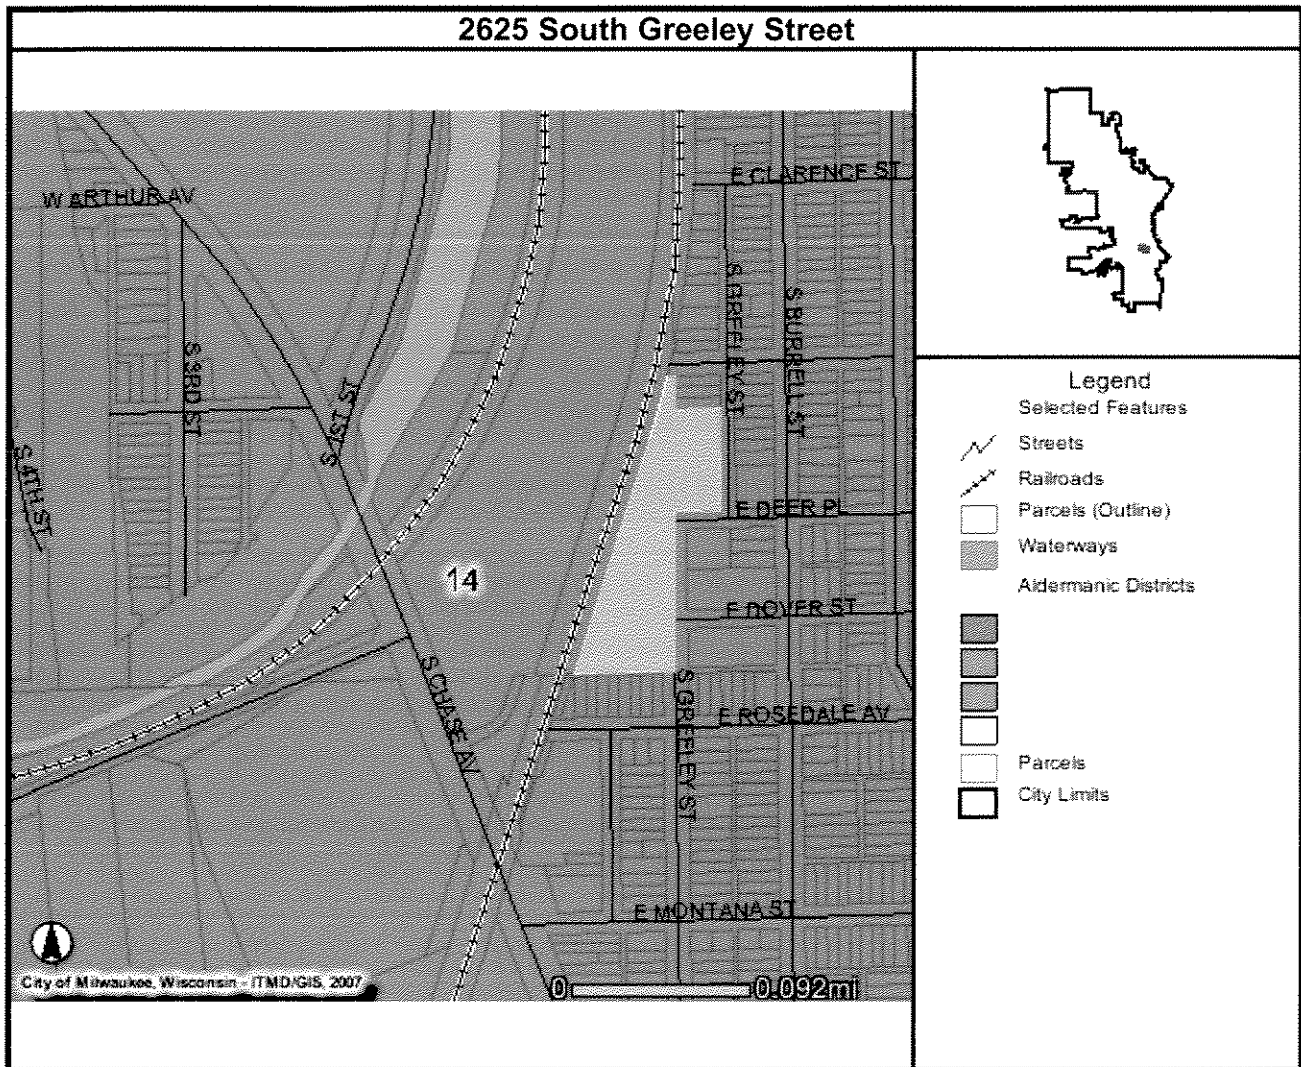 2625 South Greeley Street
W ARTHUR AV
E CLARENCE ST
S GREELEY ST
S BURRELL ST
S 3RD ST
S 1ST ST
S 4TH ST
E DEER PL
14
E DOVER ST
S CHASE AV
S GREELEY ST
E ROSEDALE AV
E MONTANA ST
City of Milwaukee, Wisconsin - ITMD/GIS, 2007
0 0.092mi
Legend
Selected Features
Streets
Railroads
Parcels (Outline)
Waterways
Aldermanic Districts
Parcels
City Limits